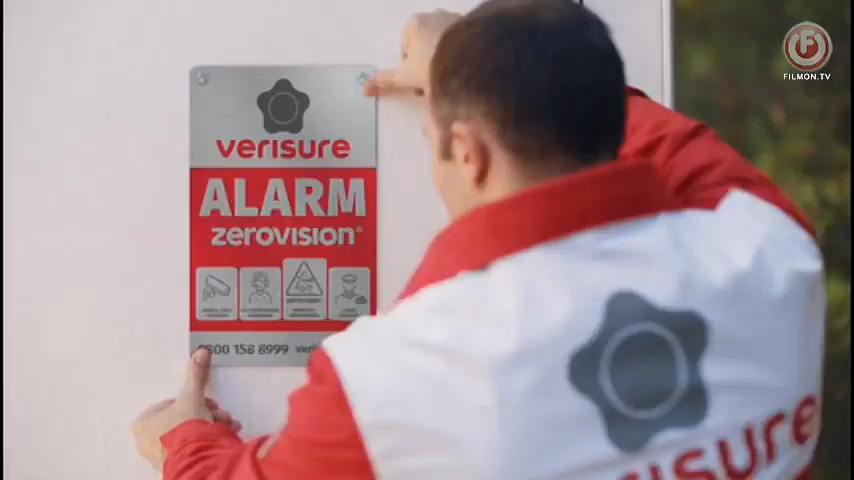 FILMON.TV
verisure
ALARM
zerovision®
0800 158 8999
verisure